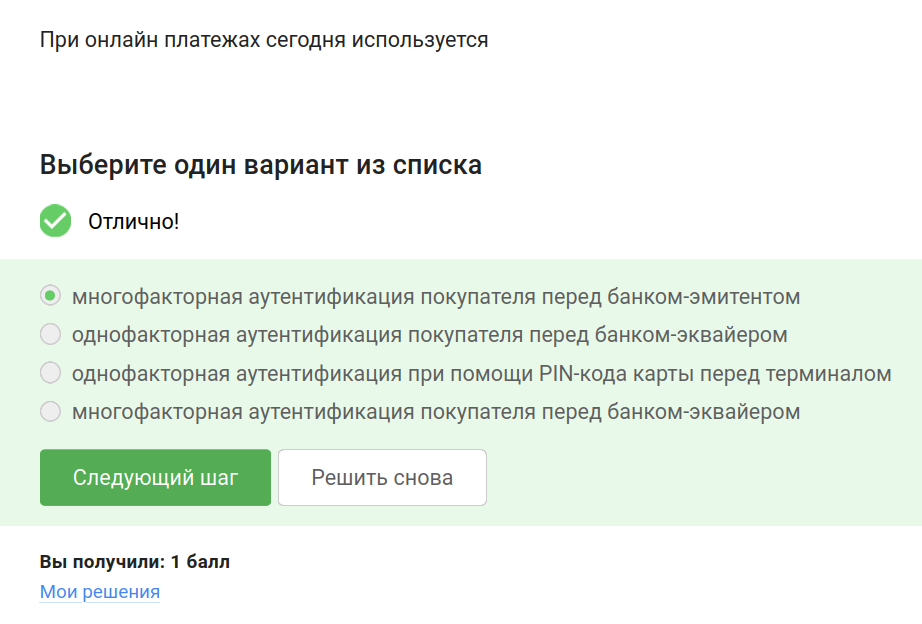 При онлайн платежах сегодня используется
Выберите один вариант из списка
Отлично!
многофакторная аутентификация покупателя перед банком-эмитентом
однофакторная аутентификация покупателя перед банком-эквайером
однофакторная аутентификация при помощи PIN-кода карты перед терминалом
многофакторная аутентификация покупателя перед банком-эквайером
Следующий шаг
Решить снова
Вы получили: 1 балл
Мои решения